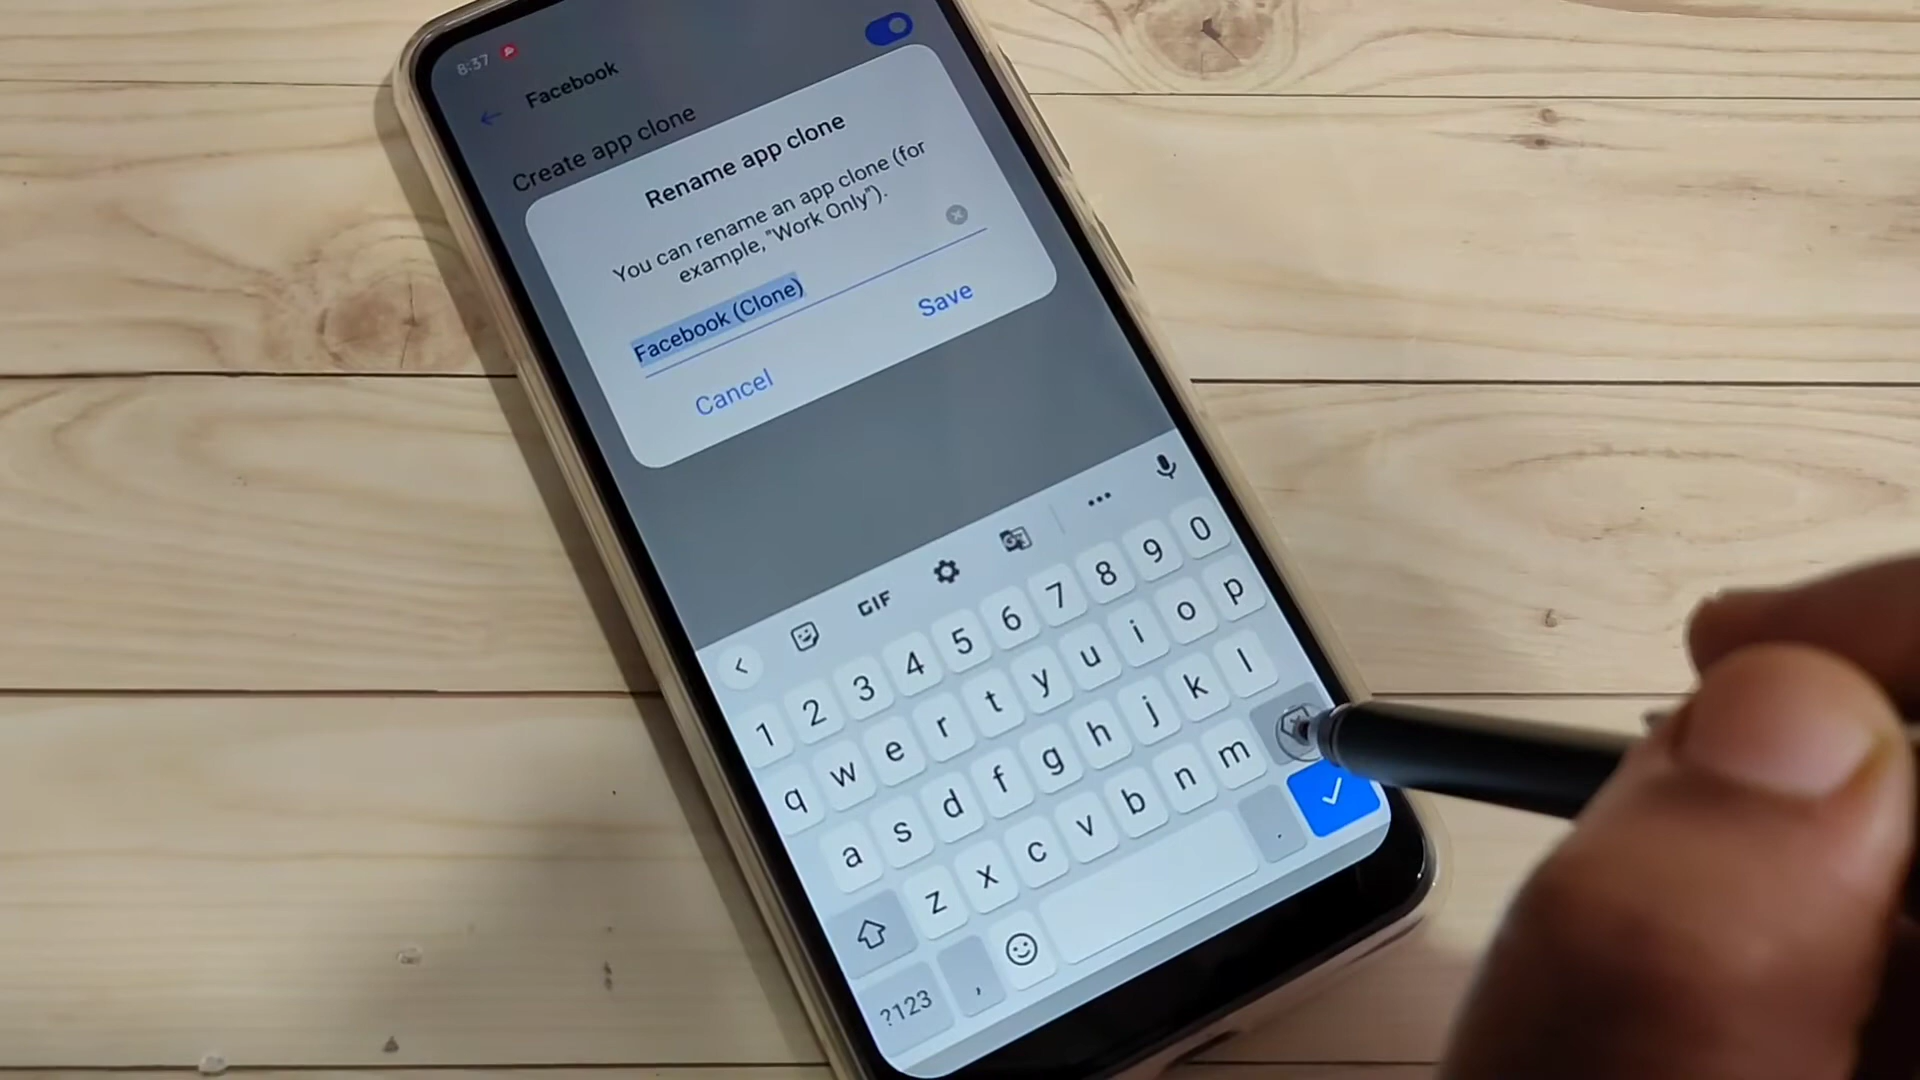 8:37
Facebook
Create app clone
Rename app clone
You can rename an app clone (for
example, "Work Only").
Facebook (Clone)
Cancel
Save
GIF
1 2 3 4 5 6 7 8 9 0
q w e r t y u i o p
a s d f g h j k l
z x c v b n m
?123 , .